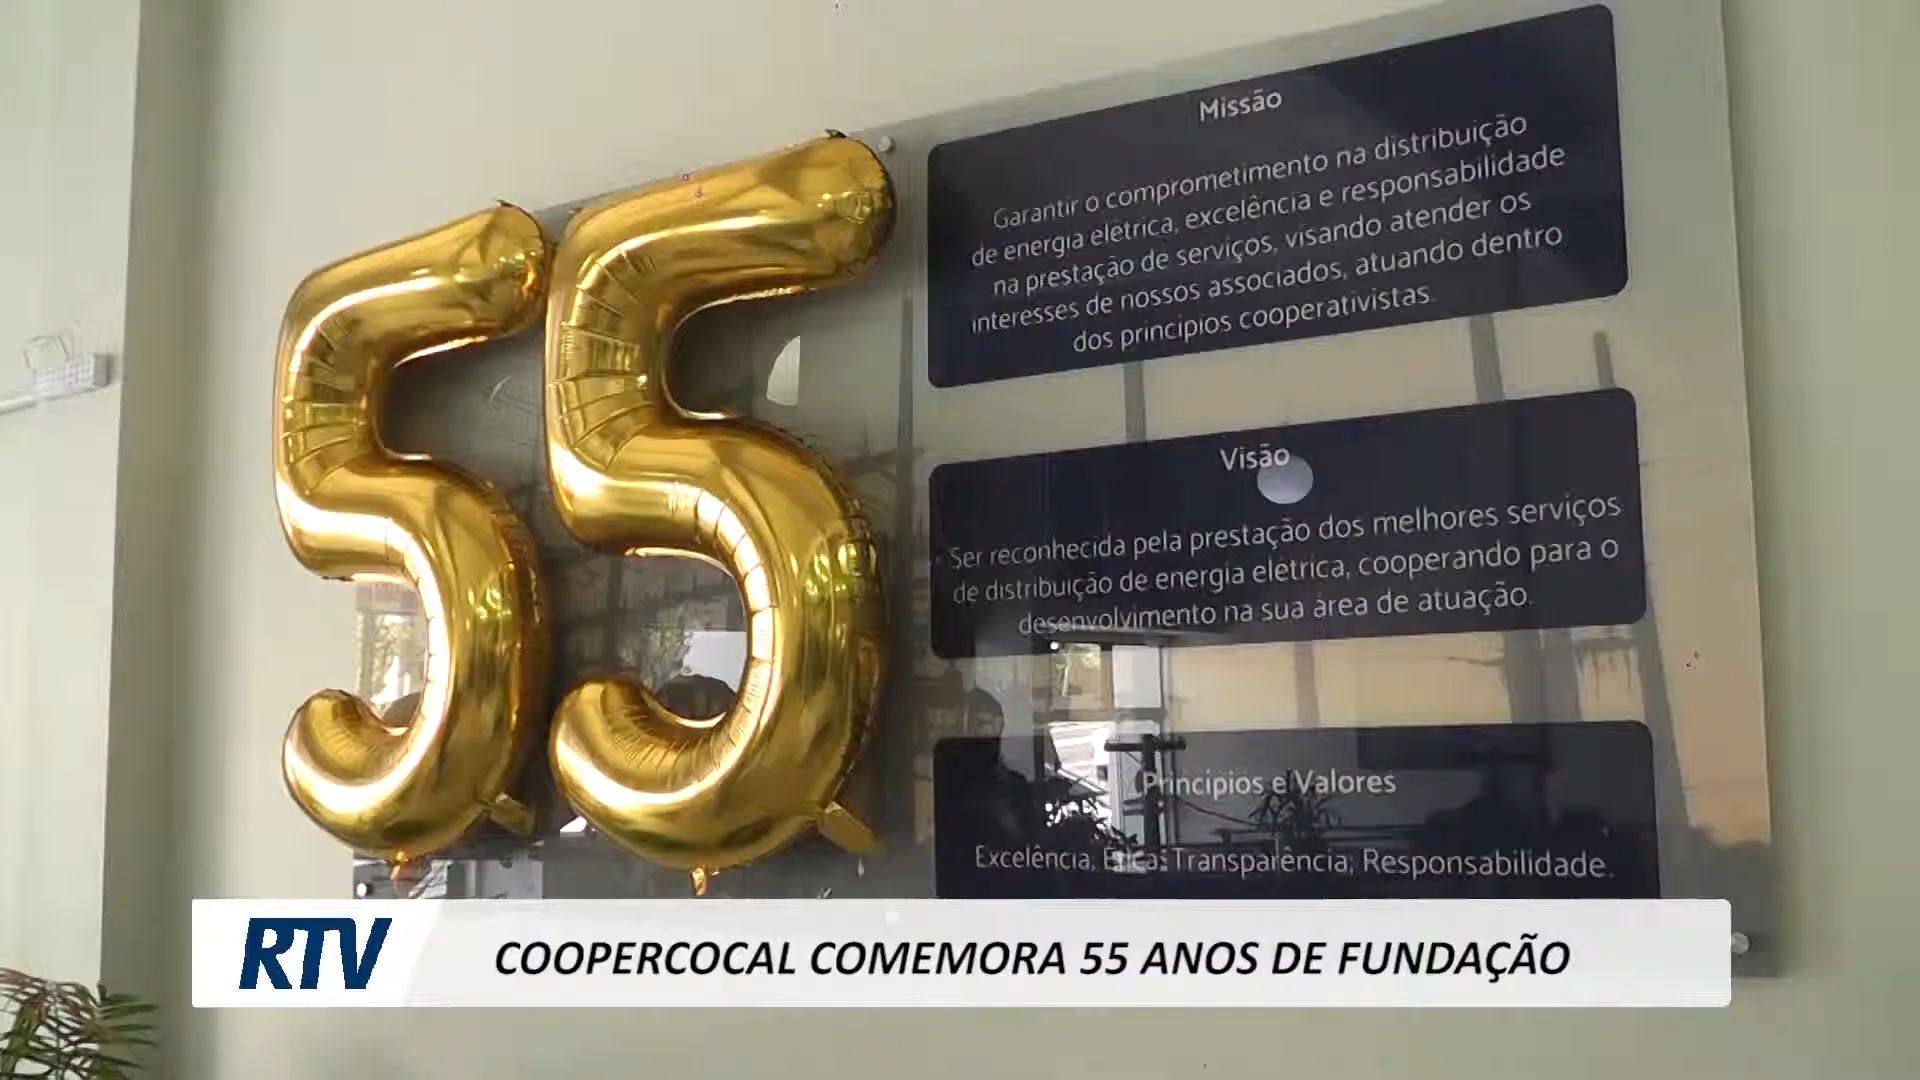 55
Missão
Garantir o comprometimento na distribuição
de energia elétrica, excelência e responsabilidade
na prestação de serviços, visando atender os
interesses de nossos associados, atuando dentro
dos princípios cooperativistas.
Visão
Ser reconhecida pela prestação dos melhores serviços
de distribuição de energia elétrica, cooperando para o
desenvolvimento na sua área de atuação.
Princípios e Valores
Excelência, Ética, Transparência, Responsabilidade.
RTV
COOPERCOCAL COMEMORA 55 ANOS DE FUNDAÇÃO